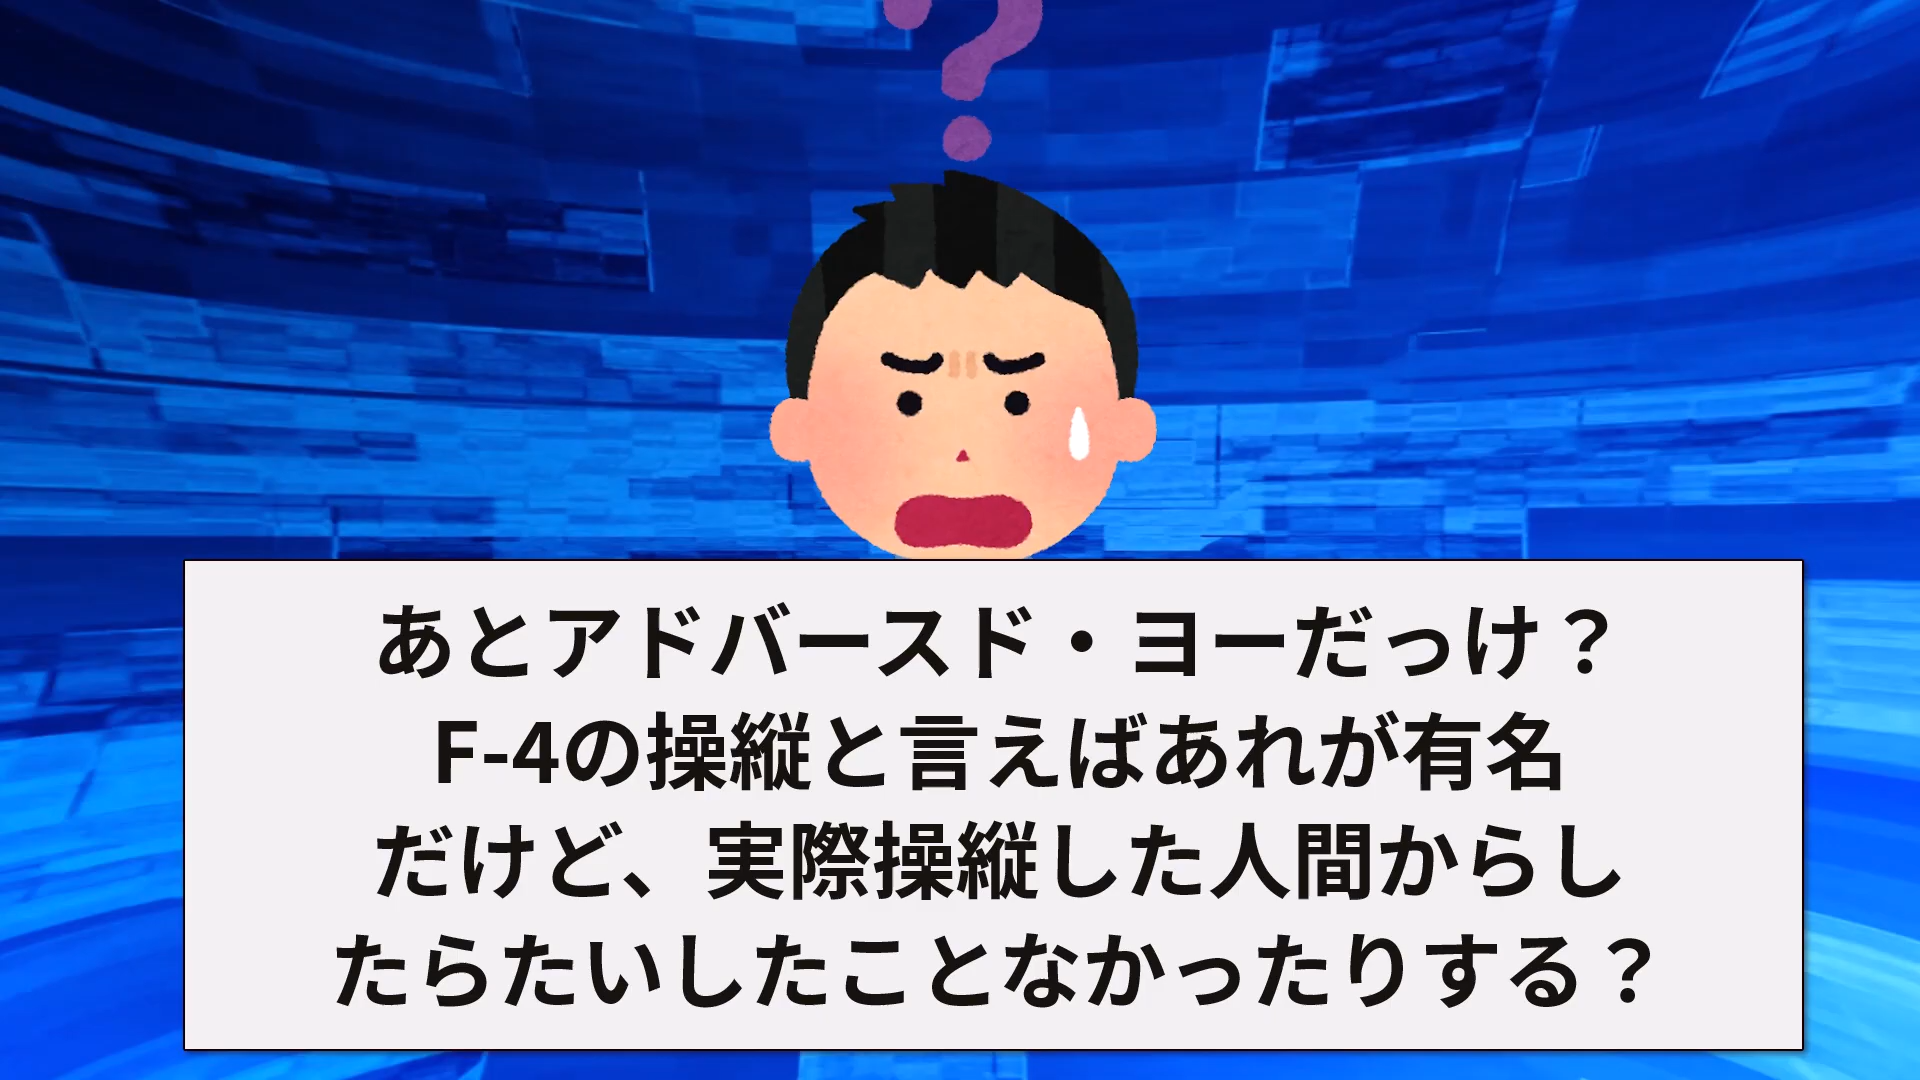 あとアドバースド・ヨーだっけ？
F-4の操縦と言えばあれが有名
だけど、実際操縦した人間からし
たらたいしたことなかったりする？